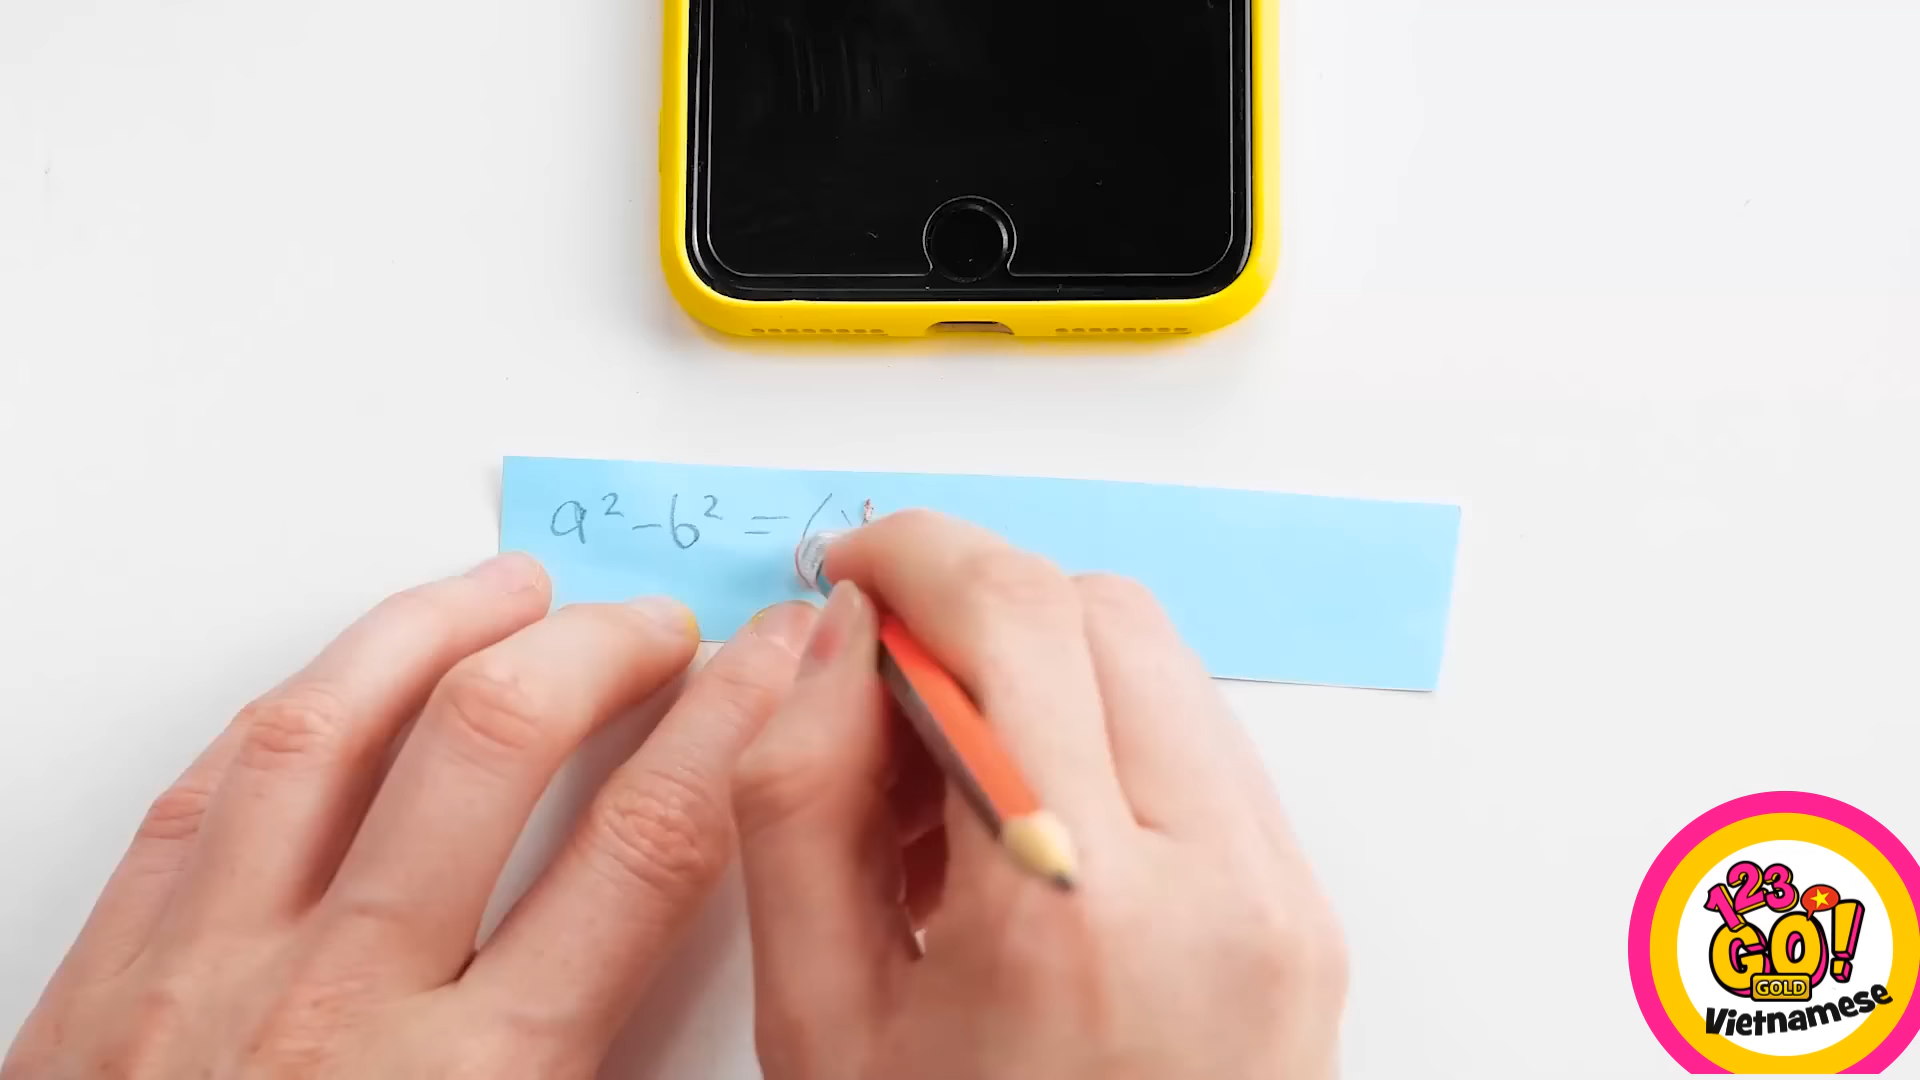 a² - b² = (
123
GO!
GOLD
Vietnamese